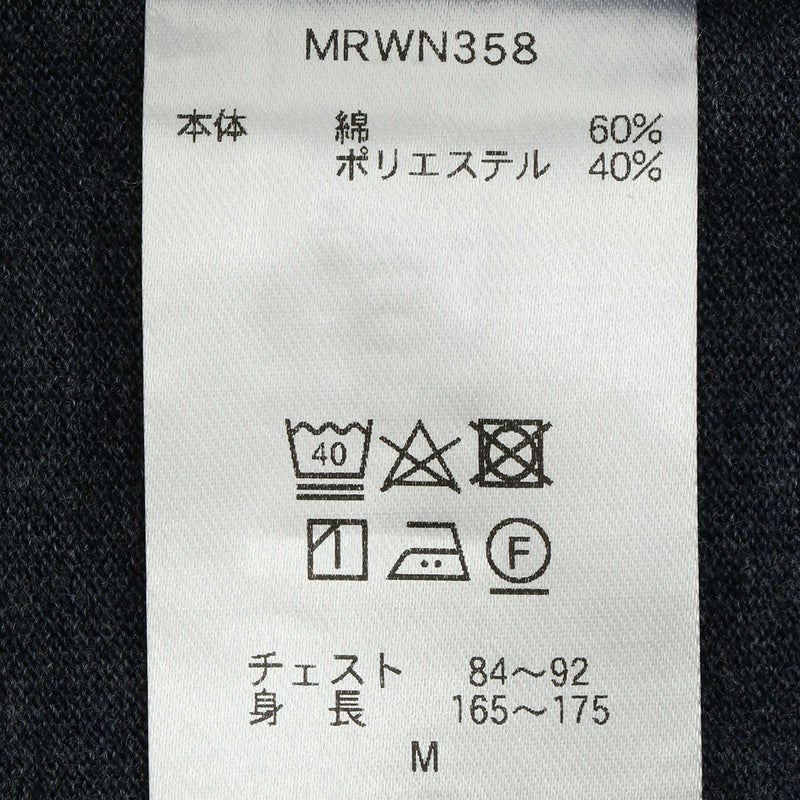 MRWN358
本体 綿 60%
ポリエステル 40%
40
F
チェスト 84～92
身長 165～175
M